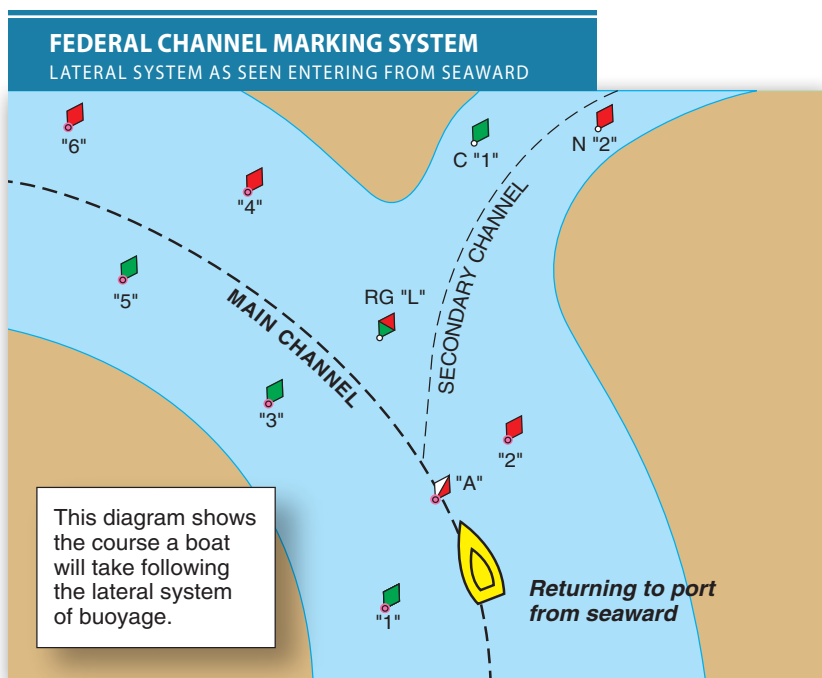 FEDERAL CHANNEL MARKING SYSTEM
LATERAL SYSTEM AS SEEN ENTERING FROM SEAWARD
"6"
C "1"
N "2"
"4"
"5"
RG "L"
MAIN CHANNEL
SECONDARY CHANNEL
"3"
"2"
"A"
This diagram shows
the course a boat
will take following
the lateral system
of buoyage.
"1"
Returning to port
from seaward